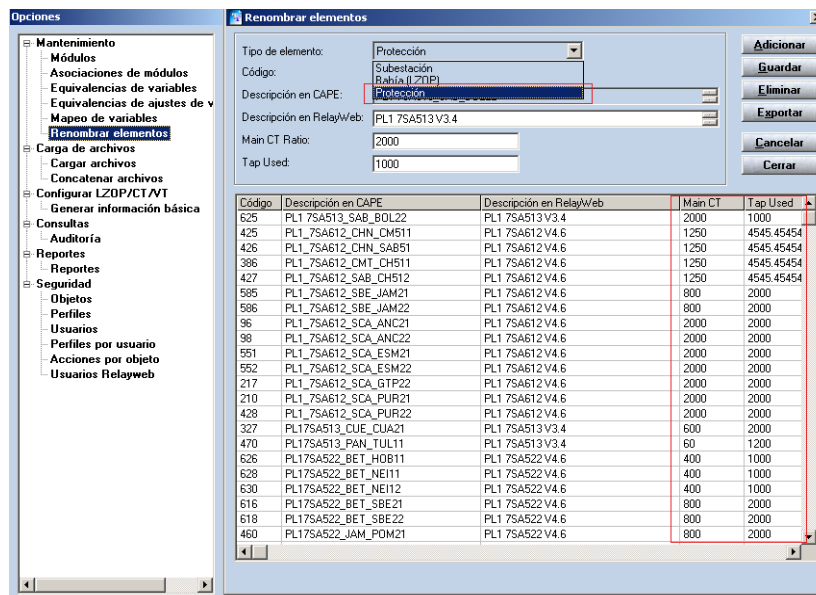 Opciones
Mantenimiento
Módulos
Asociaciones de módulos
Equivalencias de variables
Equivalencias de ajustes de v
Mapeo de variables
Renombrar elementos
Carga de archivos
Cargar archivos
Concatenar archivos
Configurar LZOP/CT/VT
Generar información básica
Consultas
Auditoría
Reportes
Reportes
Seguridad
Objetos
Perfiles
Usuarios
Perfiles por usuario
Acciones por objeto
Usuarios Relayweb
Renombrar elementos
Tipo de elemento: Protección
Subestación
Bahía (LZOP)
Protección
Código:
Descripción en CAPE:
Descripción en RelayWeb: PL1 7SA513 V3.4
Main CT Ratio: 2000
Tap Used: 1000
Adicionar
Guardar
Eliminar
Exportar
Cancelar
Cerrar
Código Descripción en CAPE Descripción en RelayWeb Main CT Tap Used
625 PL1 7SA513_SAB_BOL22 PL1 7SA513 V3.4 2000 1000
425 PL1_7SA612_CHN_CM511 PL1 7SA612 V4.6 1250 4545.45454
426 PL1_7SA612_CHN_SAB51 PL1 7SA612 V4.6 1250 4545.45454
386 PL1_7SA612_CMT_CH511 PL1 7SA612 V4.6 1250 4545.45454
427 PL1_7SA612_SAB_CH512 PL1 7SA612 V4.6 1250 4545.45454
585 PL1_7SA612_SBE_JAM21 PL1 7SA612 V4.6 800 2000
586 PL1_7SA612_SBE_JAM22 PL1 7SA612 V4.6 800 2000
96 PL1_7SA612_SCA_ANC21 PL1 7SA612 V4.6 2000 2000
98 PL1_7SA612_SCA_ANC22 PL1 7SA612 V4.6 2000 2000
551 PL1_7SA612_SCA_ESM21 PL1 7SA612 V4.6 2000 2000
552 PL1_7SA612_SCA_ESM22 PL1 7SA612 V4.6 2000 2000
217 PL1_7SA612_SCA_GTP22 PL1 7SA612 V4.6 2000 2000
210 PL1_7SA612_SCA_PUR21 PL1 7SA612 V4.6 2000 2000
428 PL1_7SA612_SCA_PUR22 PL1 7SA612 V4.6 2000 2000
327 PL17SA513_CUE_CUA21 PL1 7SA513 V3.4 600 2000
470 PL17SA513_PAN_TUL11 PL1 7SA513 V3.4 60 1200
626 PL17SA522_BET_HOB11 PL1 7SA522 V4.6 400 1000
628 PL17SA522_BET_NEI11 PL1 7SA522 V4.6 400 1000
630 PL17SA522_BET_NEI12 PL1 7SA522 V4.6 400 1000
616 PL17SA522_BET_SBE21 PL1 7SA522 V4.6 800 2000
618 PL17SA522_BET_SBE22 PL1 7SA522 V4.6 800 2000
460 PL17SA522_JAM_POM21 PL1 7SA522 V4.6 800 2000